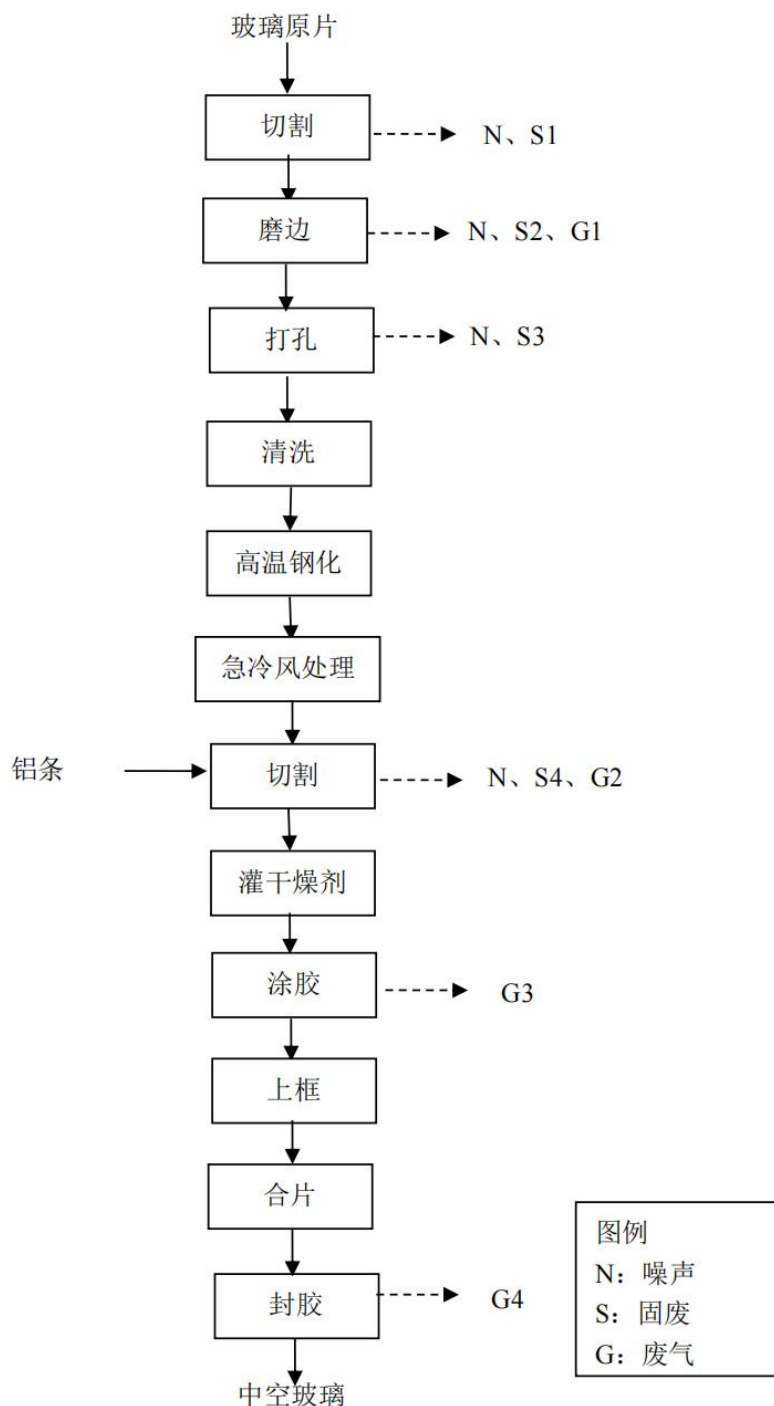 玻璃原片
切割
N、S1
磨边
N、S2、G1
打孔
N、S3
清洗
高温钢化
急冷风处理
铝条
切割
N、S4、G2
灌干燥剂
涂胶
G3
上框
合片
封胶
G4
中空玻璃
图例
N：噪声
S：固废
G：废气